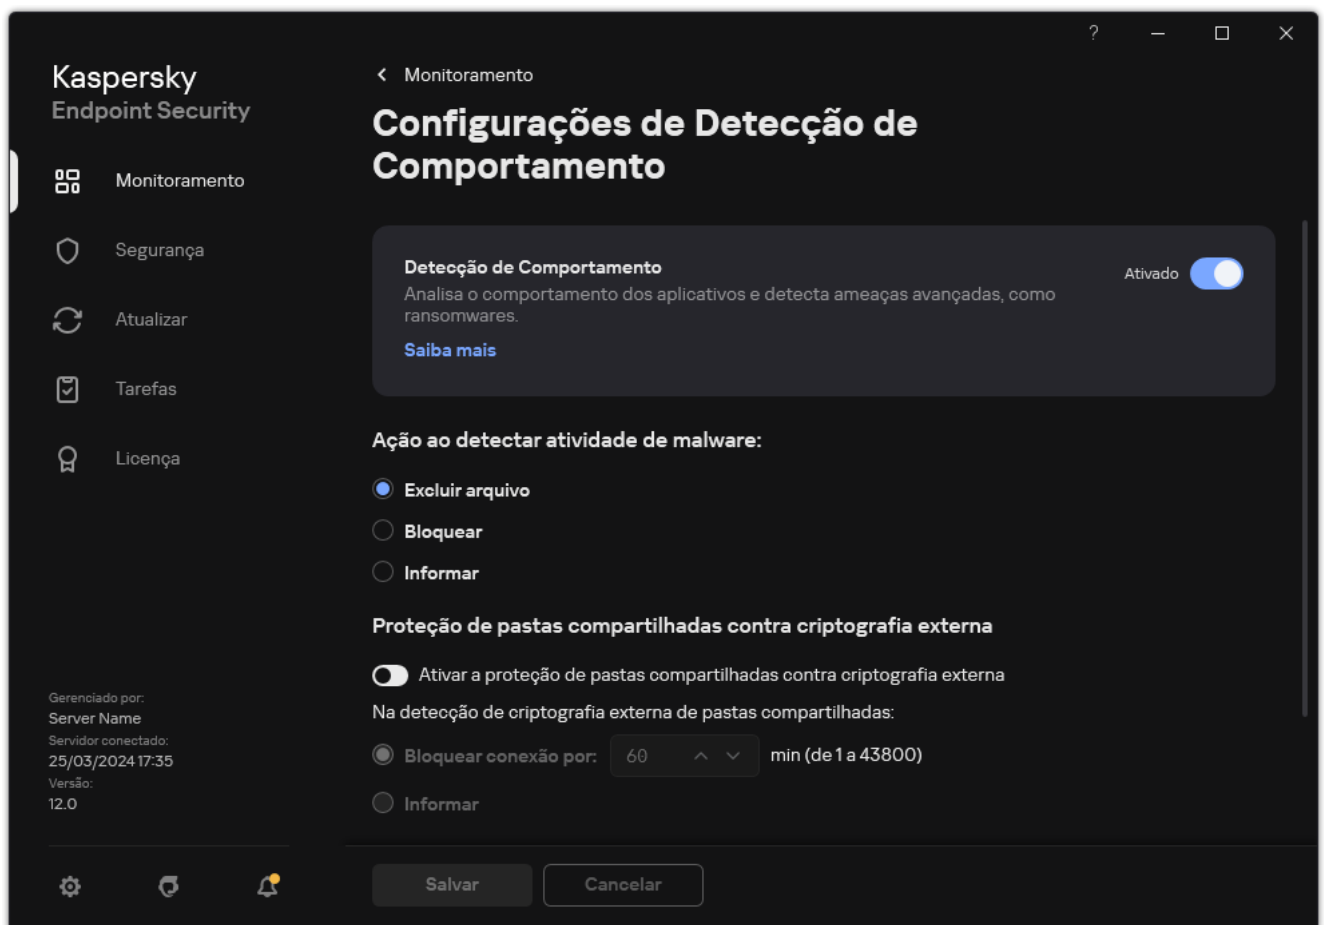 ?
Kaspersky
Endpoint Security
Monitoramento
Segurança
Atualizar
Tarefas
Licença
Gerenciado por:
Server Name
Servidor conectado:
25/03/2024 17:35
Versão:
12.0
Monitoramento
Configurações de Detecção de
Comportamento
Detecção de Comportamento
Ativado
Analisa o comportamento dos aplicativos e detecta ameaças avançadas, como
ransomwares.
Saiba mais
Ação ao detectar atividade de malware:
Excluir arquivo
Bloquear
Informar
Proteção de pastas compartilhadas contra criptografia externa
Ativar a proteção de pastas compartilhadas contra criptografia externa
Na detecção de criptografia externa de pastas compartilhadas:
Bloquear conexão por: 60 min (de 1 a 43800)
Informar
Salvar Cancelar